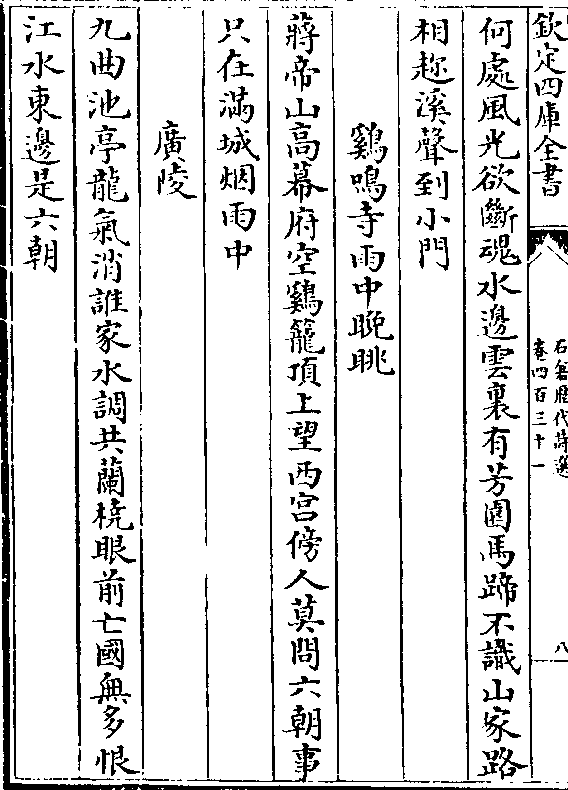 欽定四庫全書
石倉歷代詩選
卷四百三十一
八
何處風光欲斷魂水邊雲裏有芳園馬蹄不識山家路
相趂溪聲到小門
鷄鳴寺雨中晚眺
蔣帝山高幕府空鷄籠頂上望西宫傍人莫問六朝事
只在滿城烟雨中
廣陵
九曲池亭龍氣消誰家水調共蘭橈眼前亡國無多恨
江水東邊是六朝